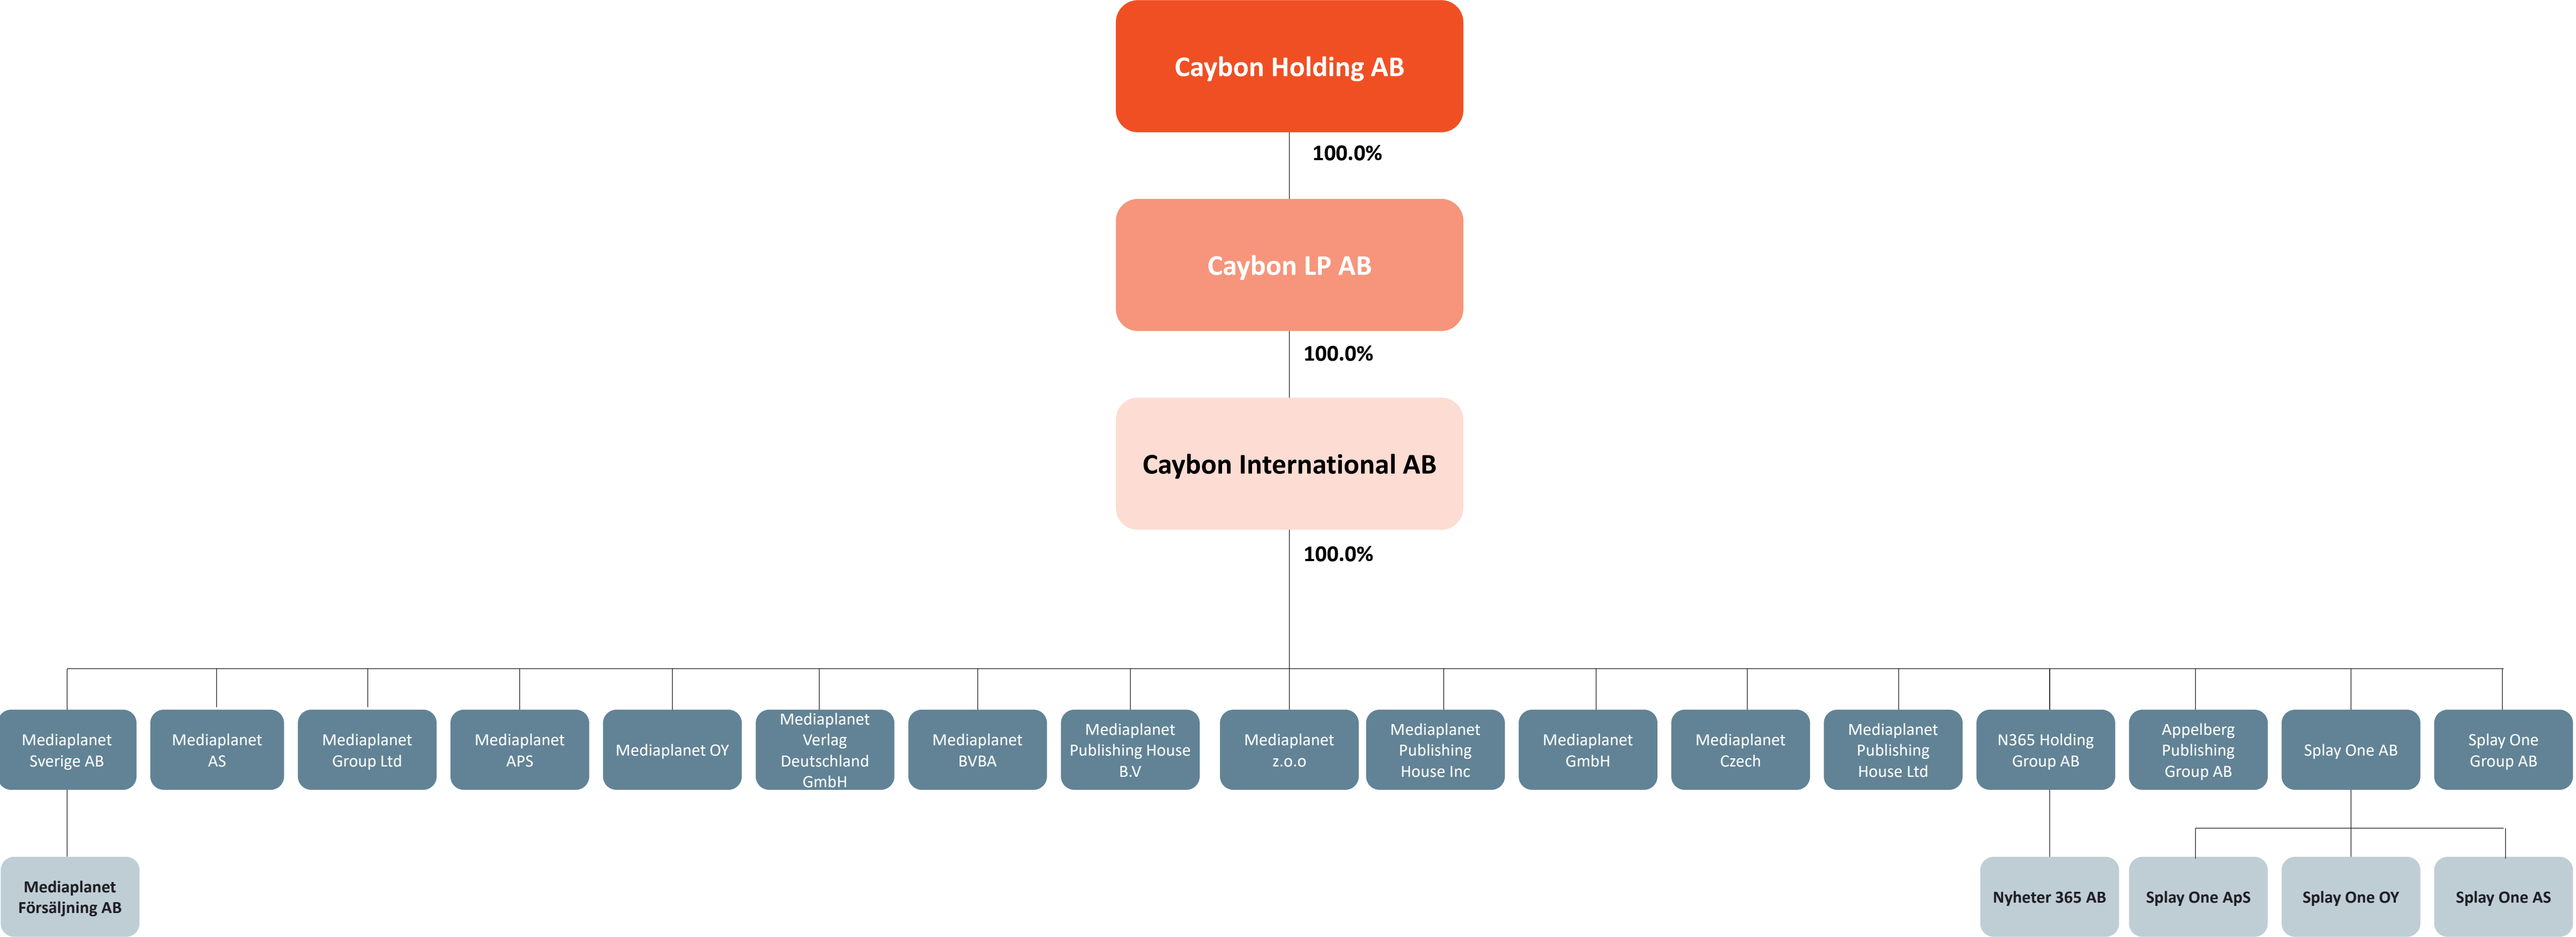 Caybon Holding AB
100.0%
Caybon LP AB
100.0%
Caybon International AB
100.0%
Mediaplanet
Sverige AB
Mediaplanet
AS
Mediaplanet
Group Ltd
Mediaplanet
APS
Mediaplanet OY
Mediaplanet
Verlag
Deutschland
GmbH
Mediaplanet
BVBA
Mediaplanet
Publishing House
B.V
Mediaplanet
z.o.o
Mediaplanet
Publishing
House Inc
Mediaplanet
GmbH
Mediaplanet
Czech
Mediaplanet
Publishing
House Ltd
N365 Holding
Group AB
Appelberg
Publishing
Group AB
Splay One AB
Splay One
Group AB
Mediaplanet
Försäljning AB
Nyheter 365 AB
Splay One ApS
Splay One OY
Splay One AS